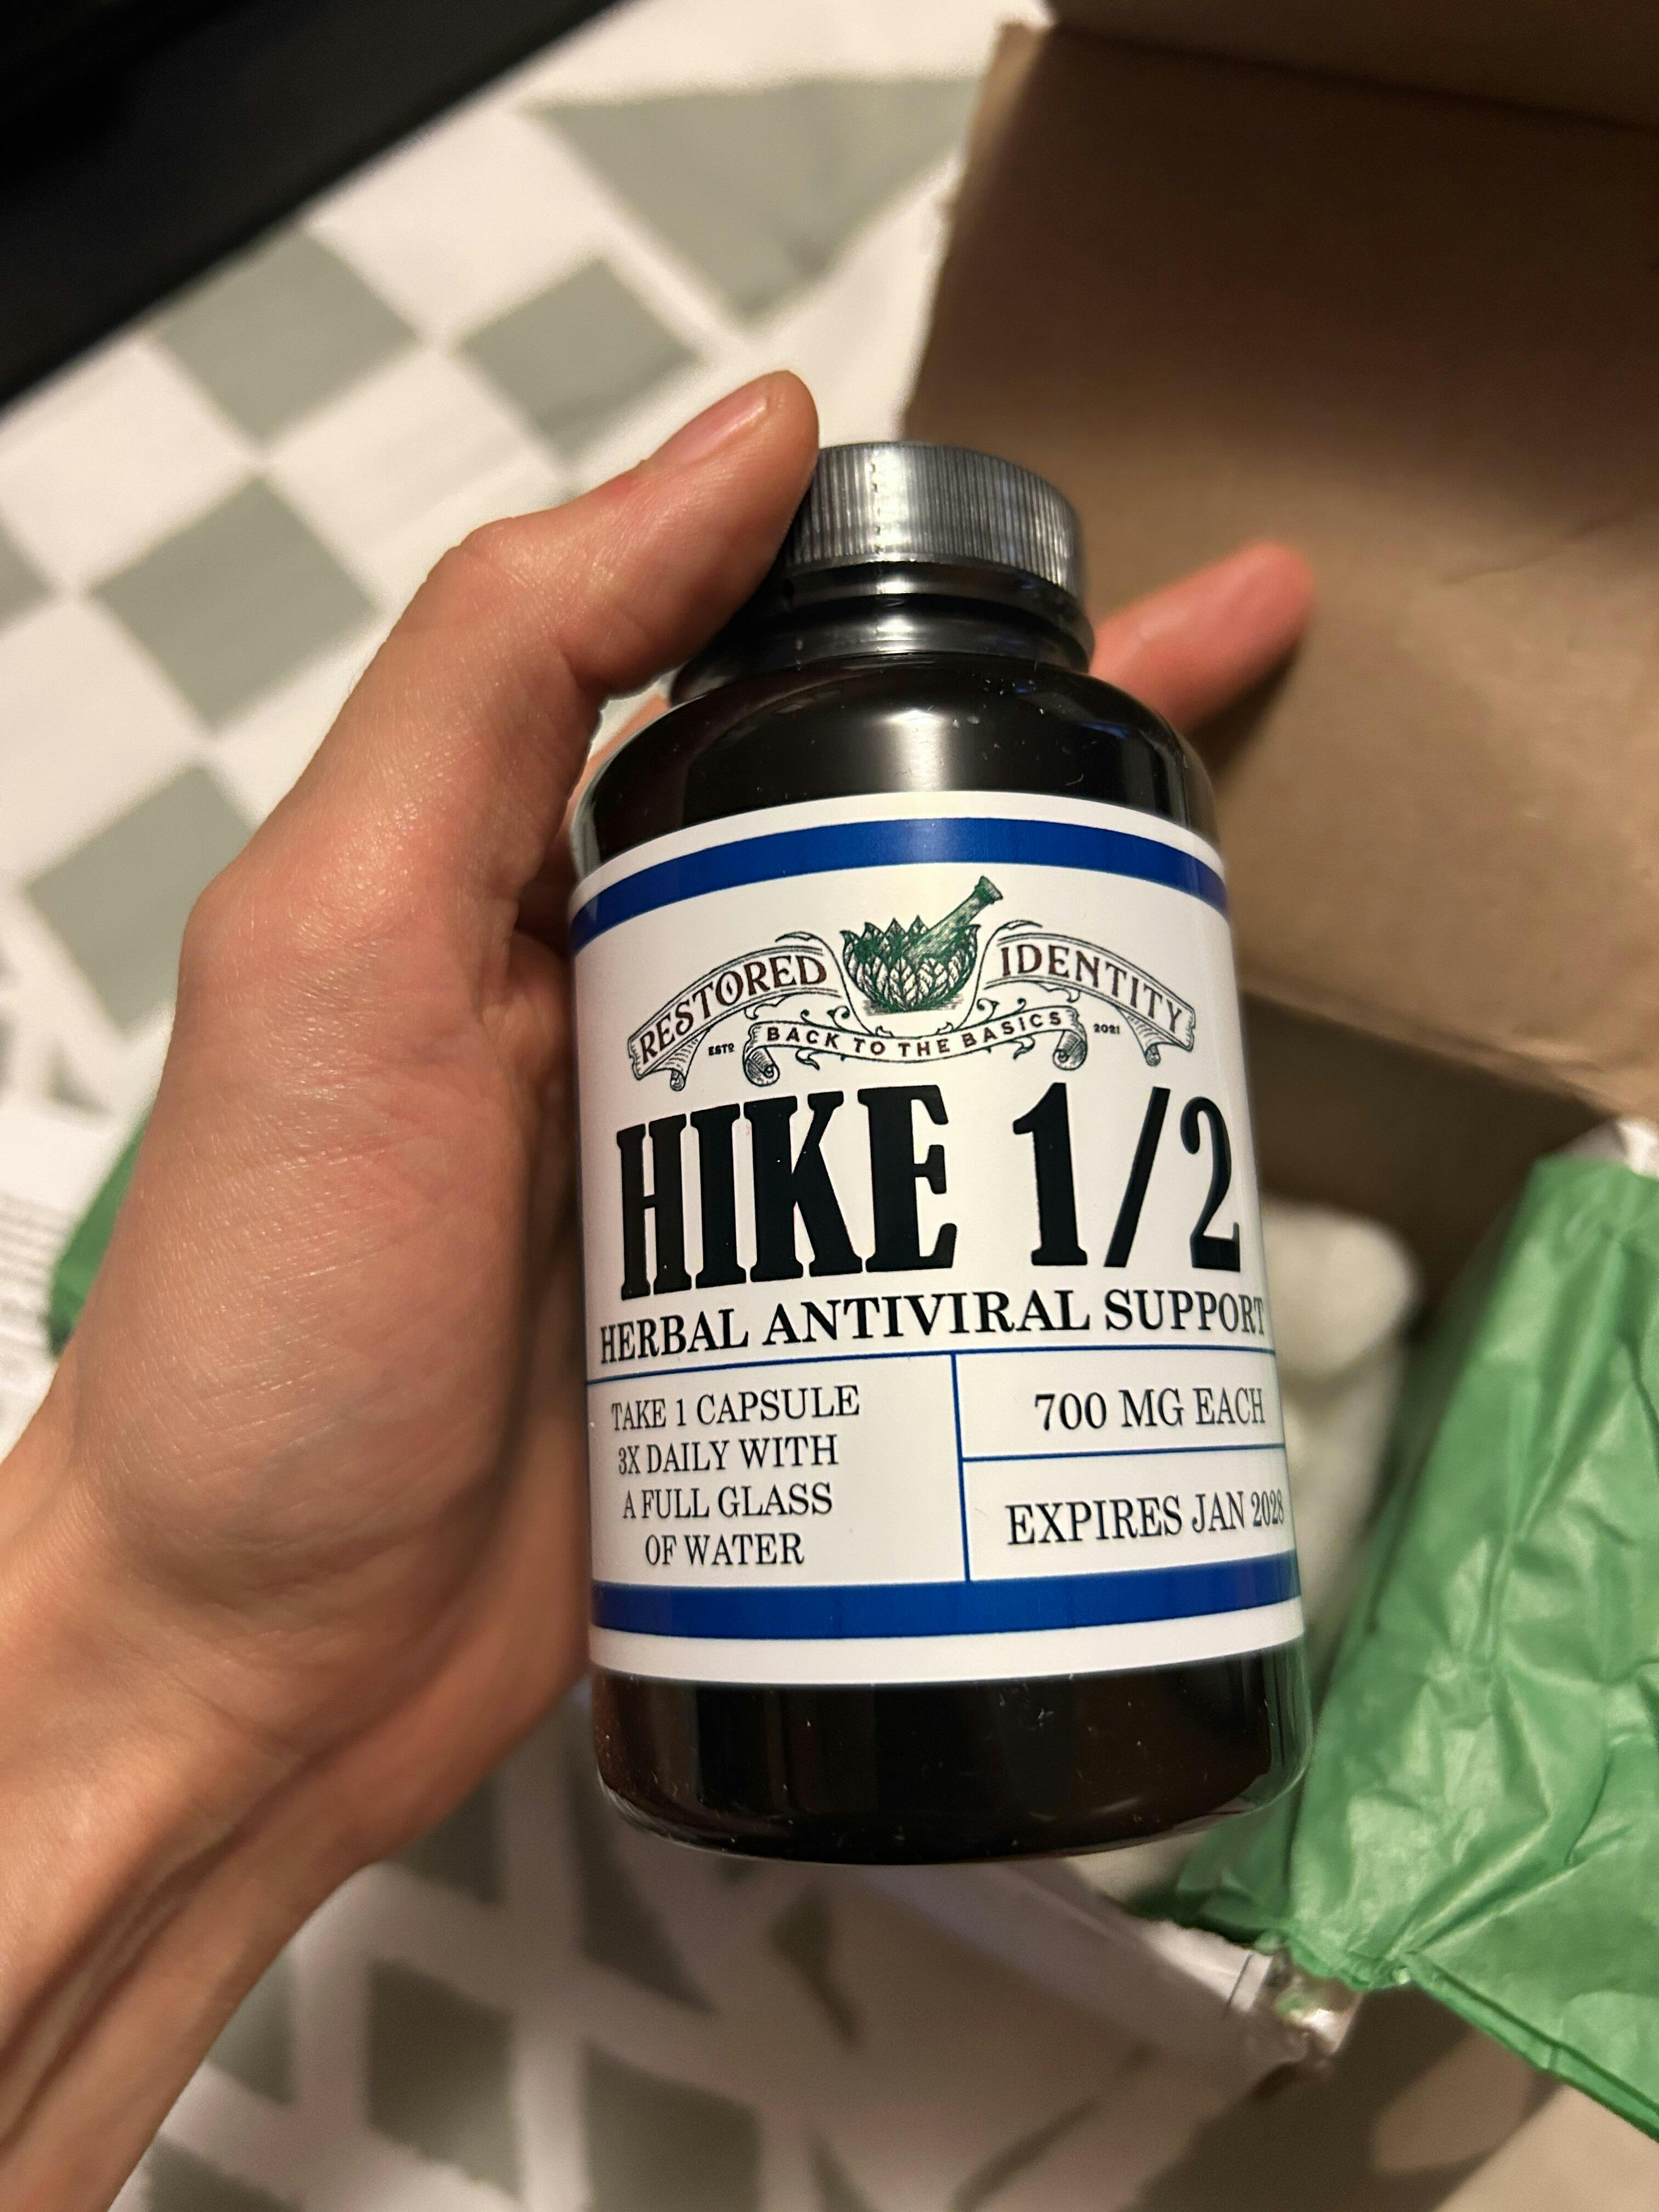 RESTORED IDENTITY
ESTD BACK TO THE BASICS 2021
HIKE 1/2
HERBAL ANTIVIRAL SUPPORT
TAKE 1 CAPSULE
3X DAILY WITH
A FULL GLASS
OF WATER
700 MG EACH
EXPIRES JAN 2028